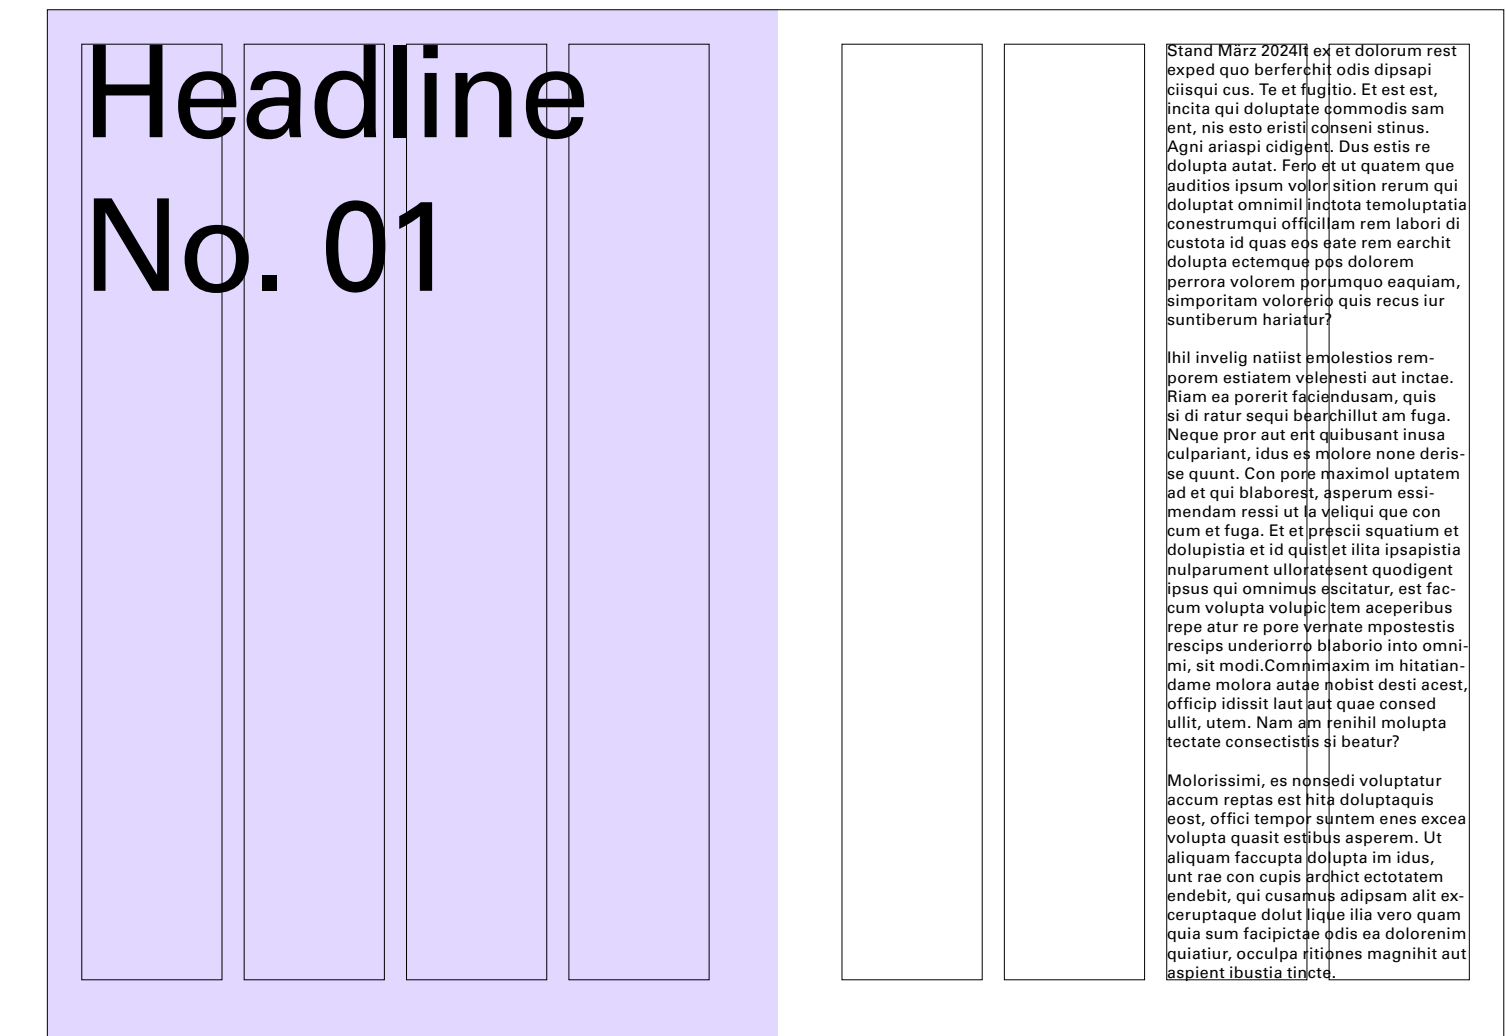 Headline
No. 01
Stand März 2024It ex et dolorum rest
exped quo berferchit odis dipsapi
ciisqui cus. Te et fugitio. Et est est,
incita qui doluptate commodis sam
ent, nis esto eristi conseni stinus.
Agni ariaspi cidigent. Dus estis re
dolupta autat. Fero et ut quatem que
auditios ipsum volor sition rerum qui
doluptat omnimil inctota temoluptatia
conestrumqui officillam rem labori di
custota id quas eos eate rem earchit
dolupta ectemque pos dolorem
perrora volorem porumquo eaquiam,
simporitam volorerio quis recus iur
suntiberum hariatur?
Ihil invelig natiist emolestios rem-
porem estiatem velenesti aut inctae.
Riam ea porerit faciendusam, quis
si di ratur sequi bearchillut am fuga.
Neque pror aut ent quibusant inusa
culpariant, idus es molore none deris-
se quunt. Con pore maximol uptatem
ad et qui blaborest, asperum essi-
mendam ressi ut la veliqui que con
cum et fuga. Et et prescii squatium et
dolupistia et id quist et ilita ipsapistia
nulparument ulloratesent quodigent
ipsus qui omnimus escitatur, est fac-
cum volupta volupic tem aceperibus
repe atur re pore vernate mpostestis
rescips underiorro blaborio into omni-
mi, sit modi.Comnimaxim im hitatian-
dame molora autae nobist desti acest,
officip idissit laut aut quae consed
ullit, utem. Nam am renihil molupta
tectate consectistis si beatur?
Molorissimi, es nonsedi voluptatur
accum reptas est hita doluptaquis
eost, offici tempor suntem enes excea
volupta quasit estibus asperem. Ut
aliquam faccupta dolupta im idus,
unt rae con cupis archict ectotatem
endebit, qui cusamus adipsam alit ex-
ceruptaque dolut lique ilia vero quam
quia sum facipictae odis ea dolorenim
quiatiur, occulpa ritiones magnihit aut
aspient ibustia tincte.